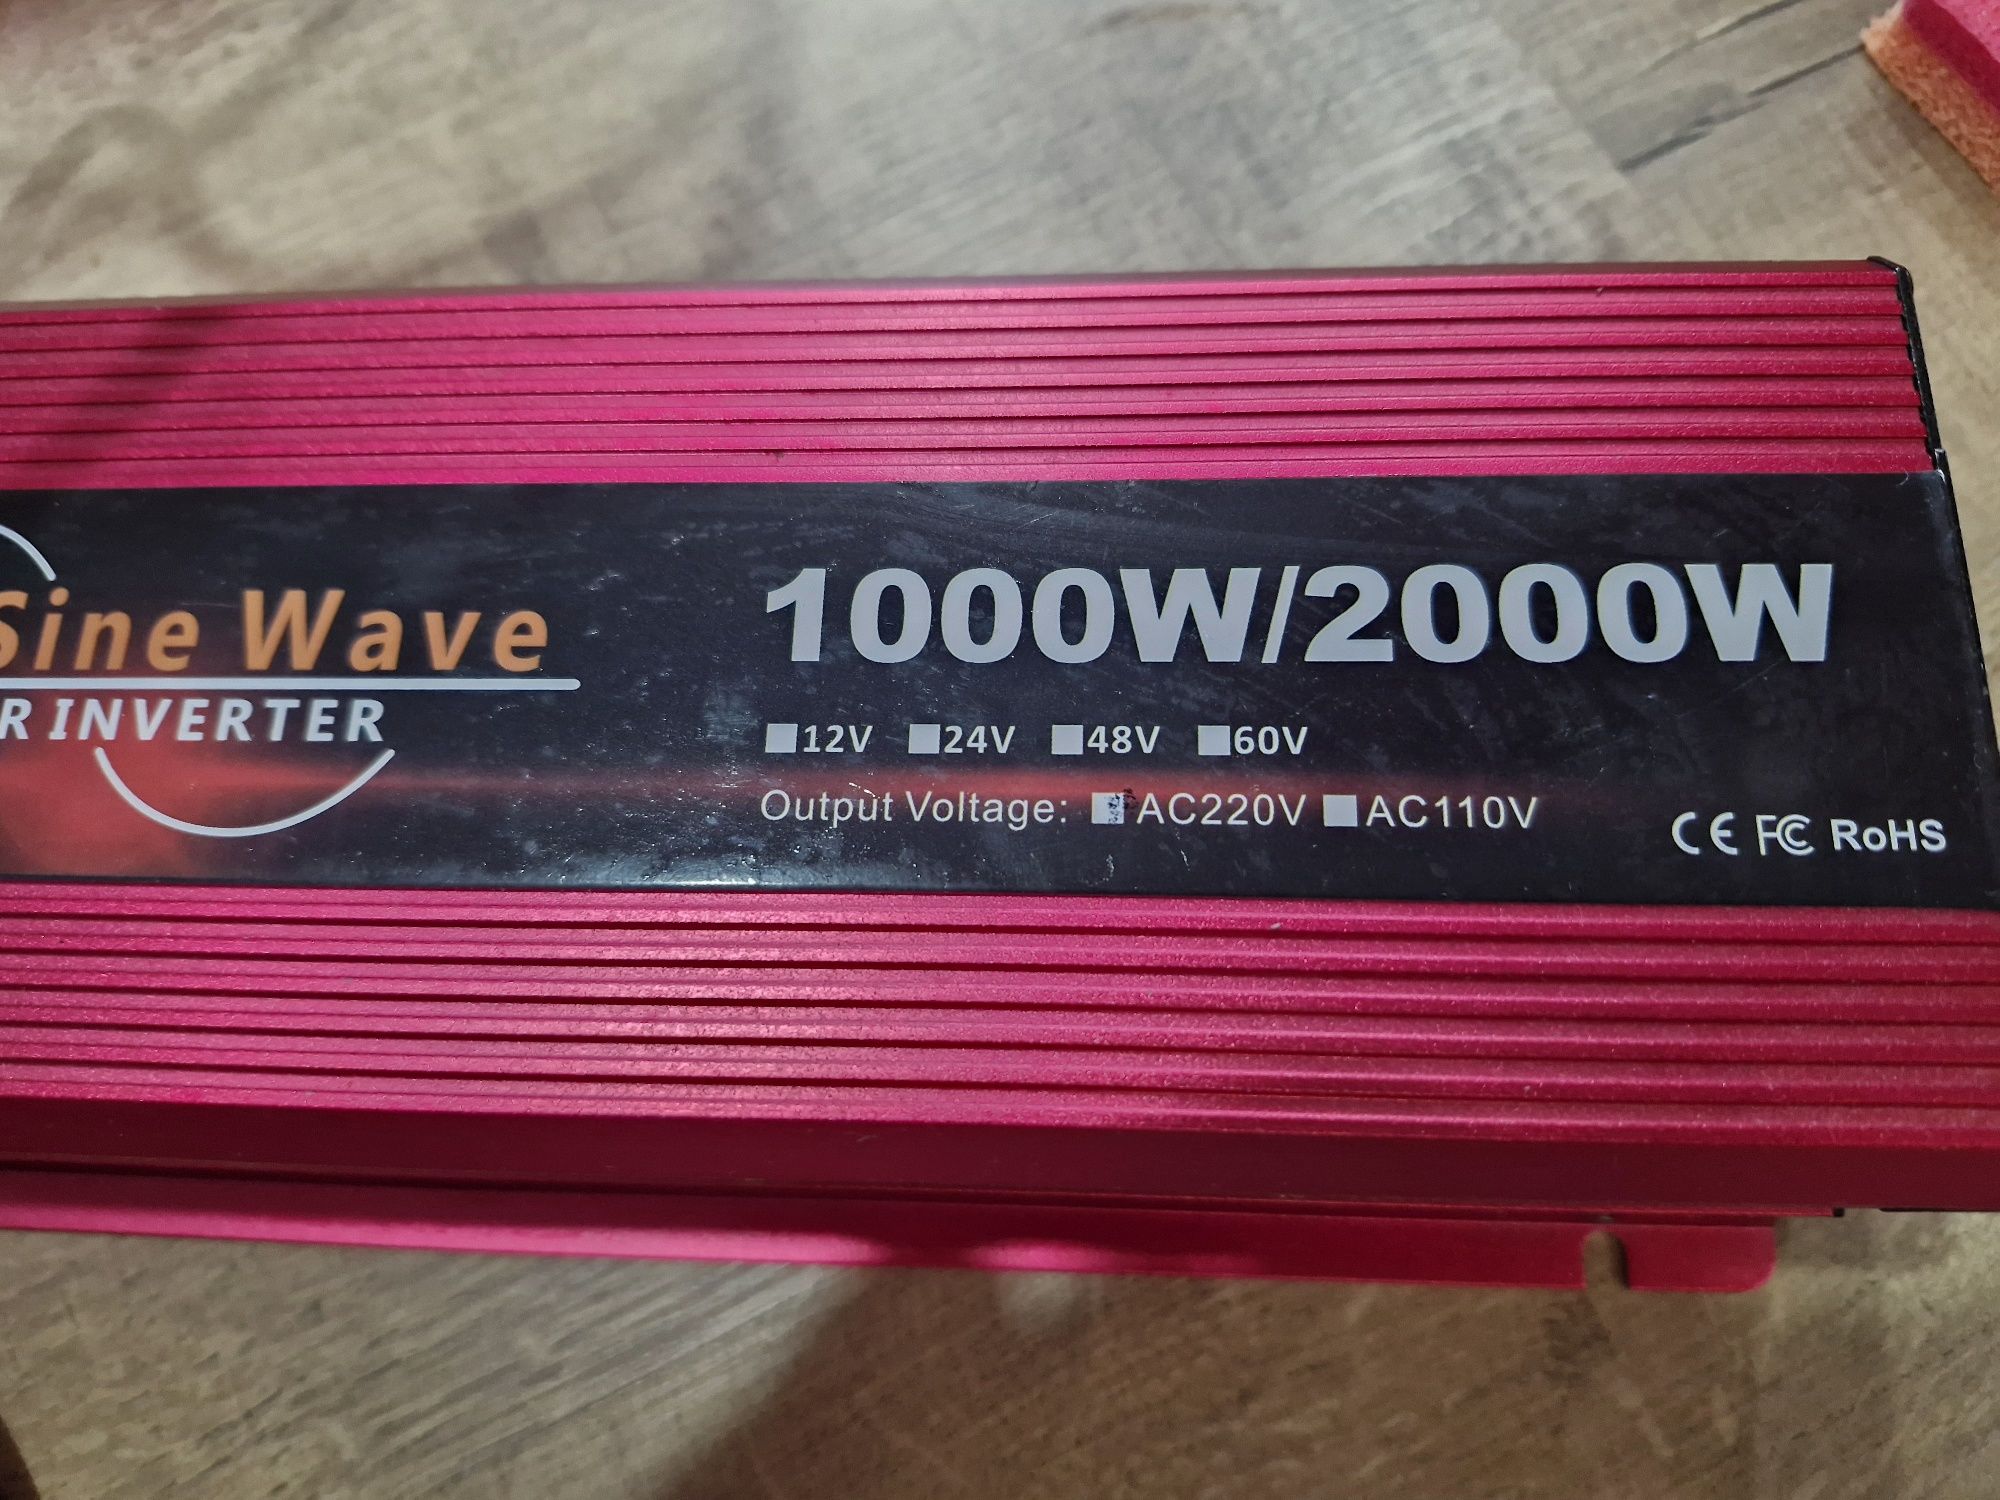 Sine Wave
R INVERTER
1000W/2000W
12V 24V 48V 60V
Output Voltage: AC220V AC110V
CE FC RoHS